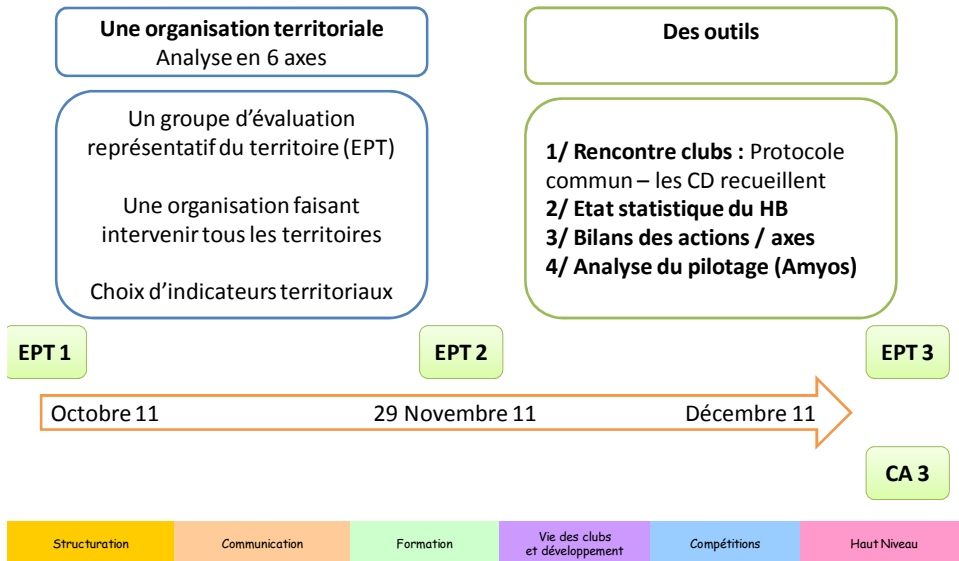 Une organisation territoriale
Analyse en 6 axes
Un groupe d'évaluation
représentatif du territoire (EPT)
Une organisation faisant
intervenir tous les territoires
Choix d'indicateurs territoriaux
Des outils
1/ Rencontre clubs : Protocole
commun – les CD recueillent
2/ Etat statistique du HB
3/ Bilans des actions / axes
4/ Analyse du pilotage (Amyos)
EPT 1
EPT 2
EPT 3
Octobre 11
29 Novembre 11
Décembre 11
CA 3
Structuration
Communication
Formation
Vie des clubs
et développement
Compétitions
Haut Niveau